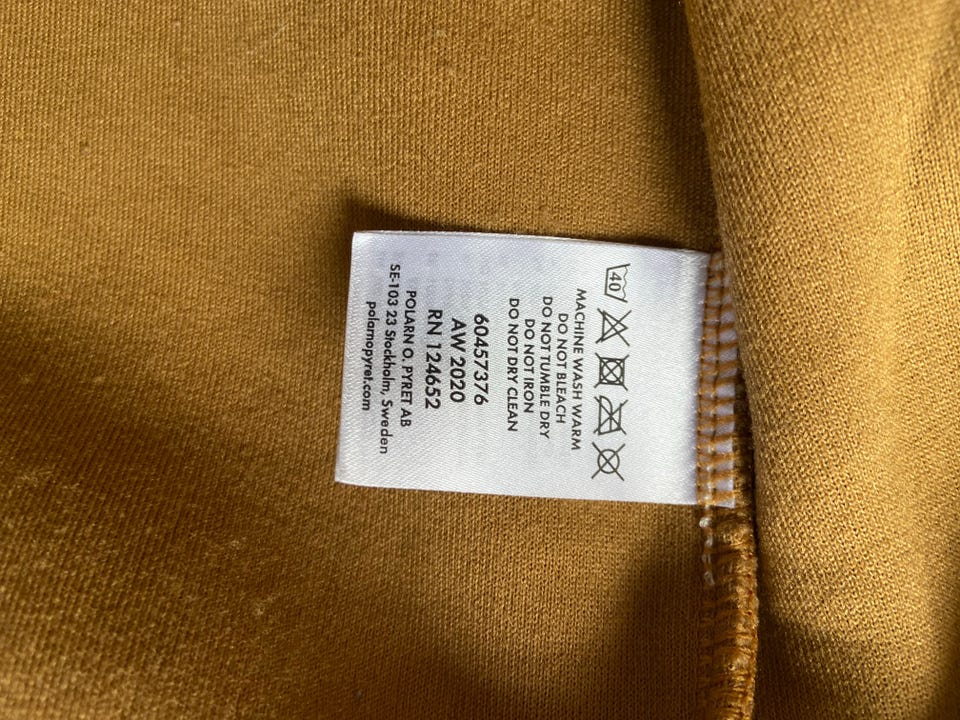 40
MACHINE WASH WARM
DO NOT BLEACH
DO NOT TUMBLE DRY
DO NOT IRON
DO NOT DRY CLEAN
60457376
AW 2020
RN 124652
POLARN O. PYRET AB
SE-103 23 Stockholm, Sweden
polarnopyret.com